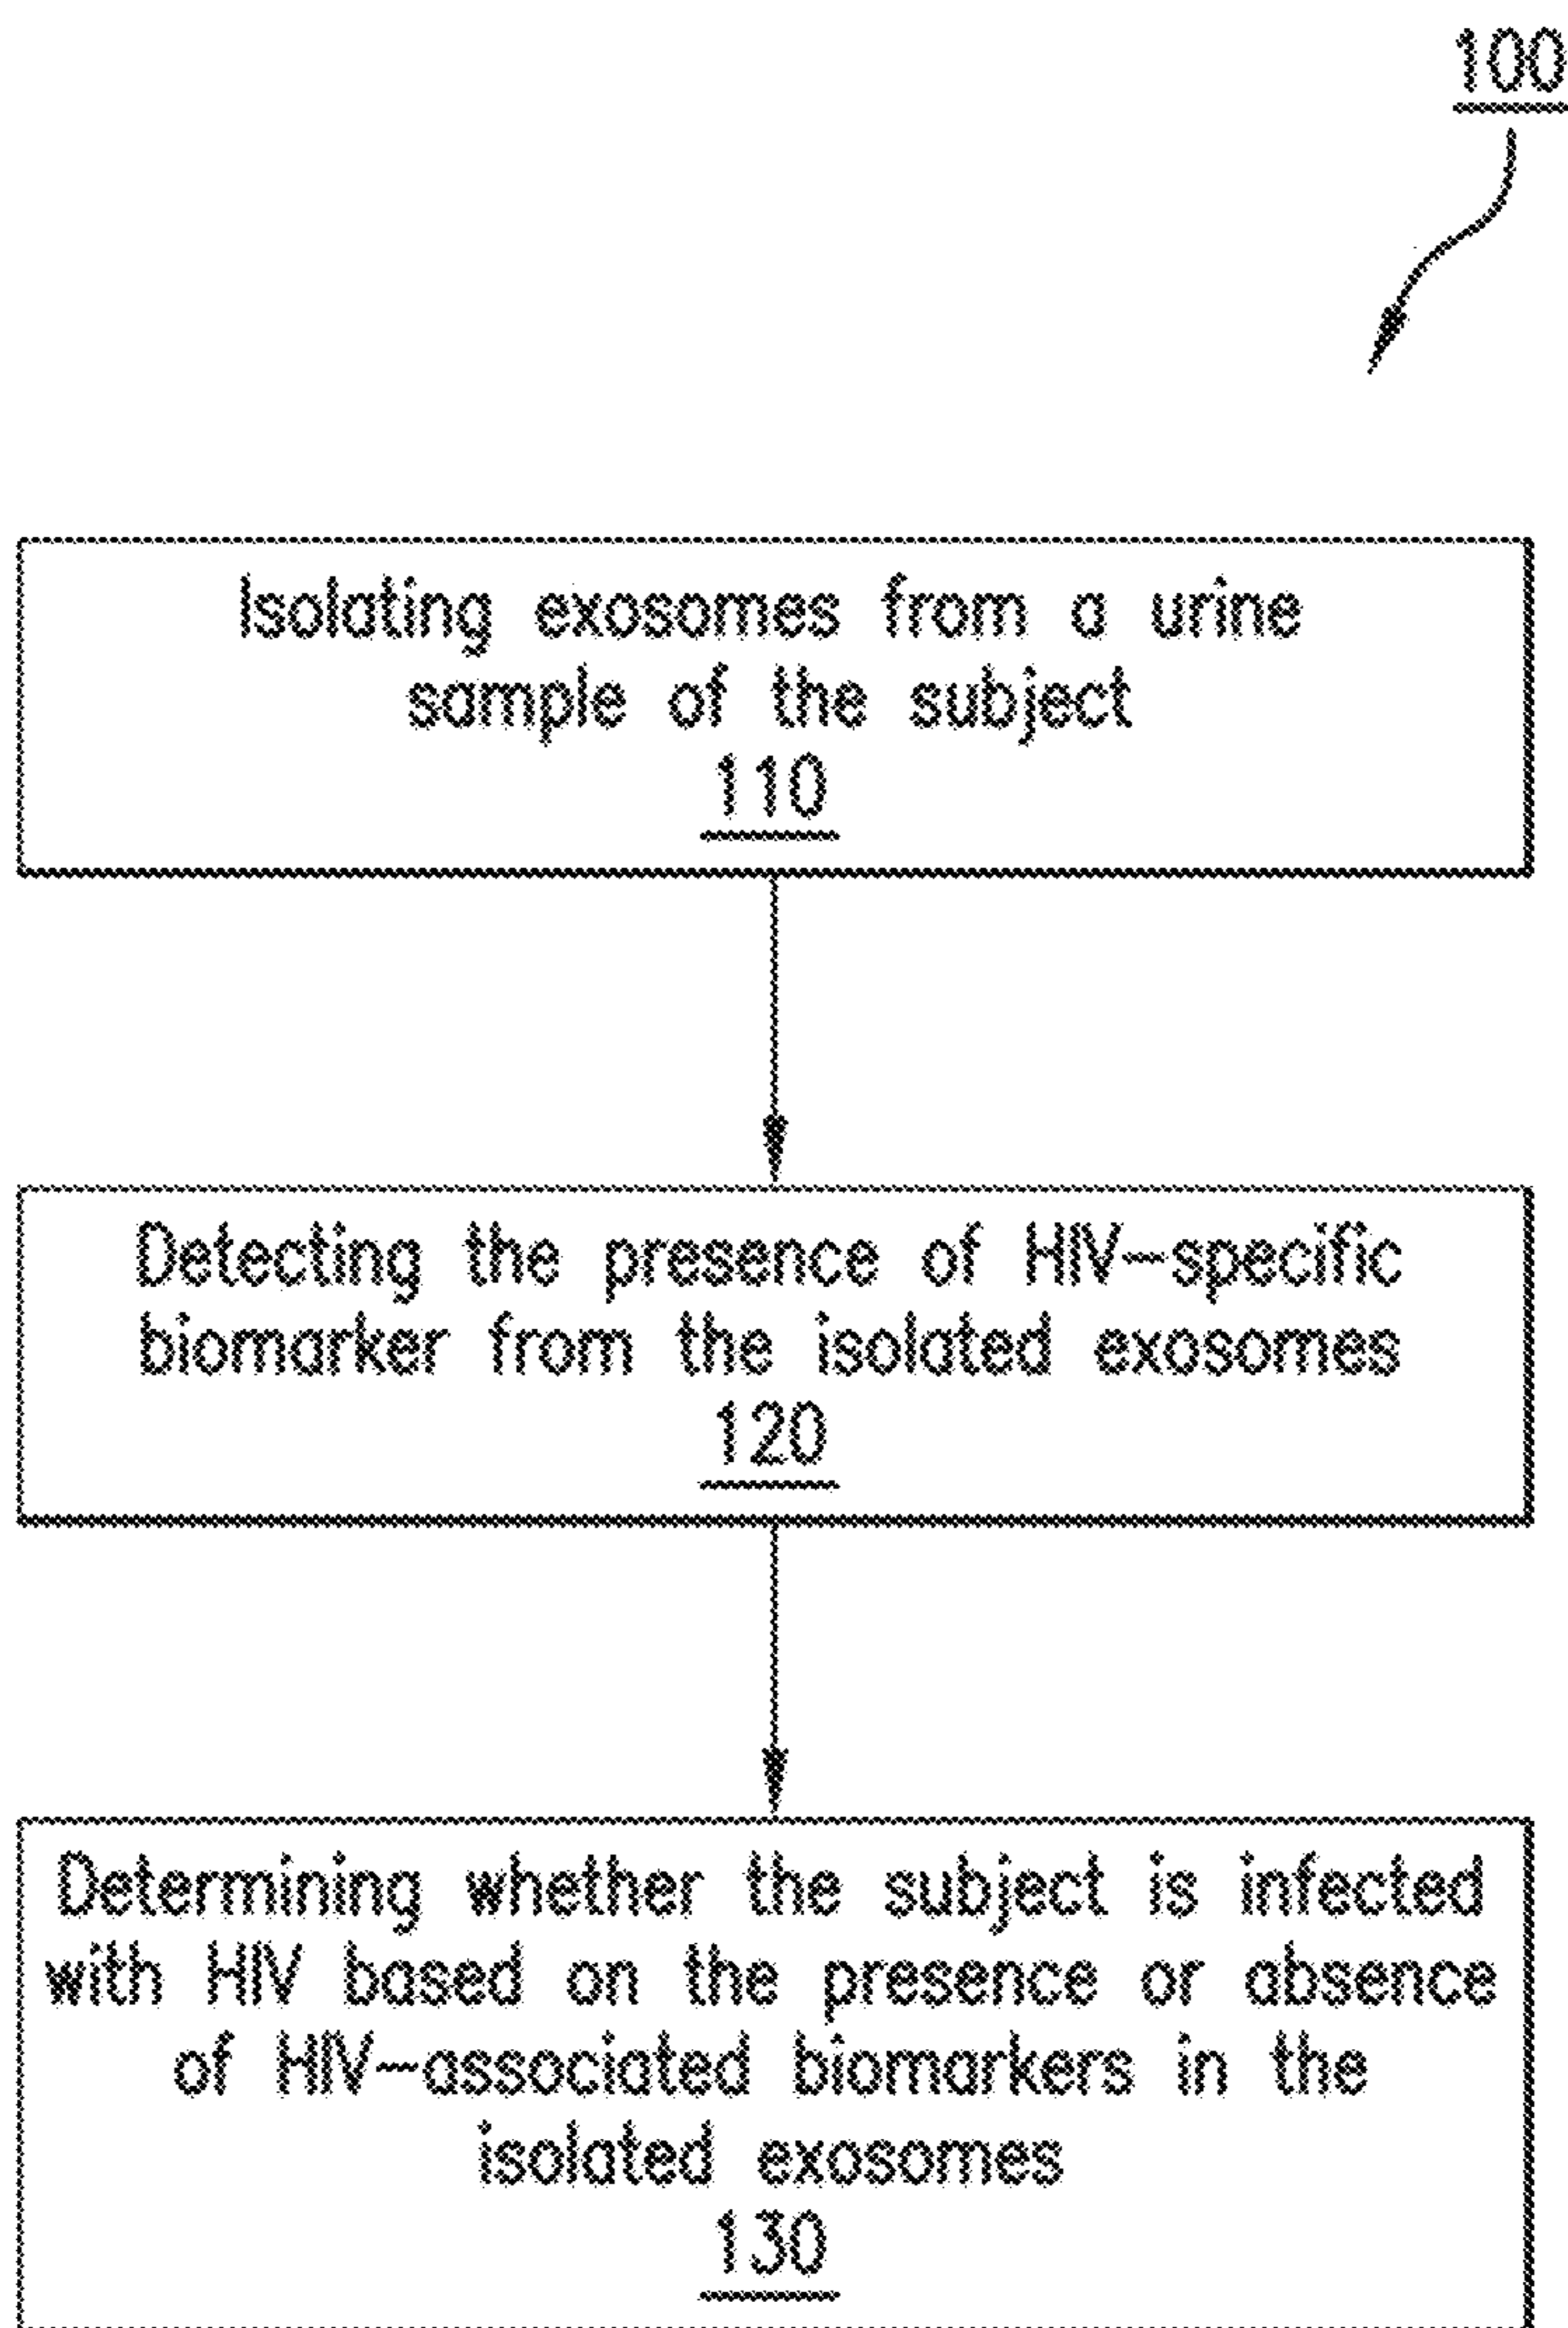 100
Isolating exosomes from a urine
sample of the subject
110
Detecting the presence of HIV-specific
biomarker from the isolated exosomes
120
Determining whether the subject is infected
with HIV based on the presence or absence
of HIV-associated biomarkers in the
isolated exosomes
130